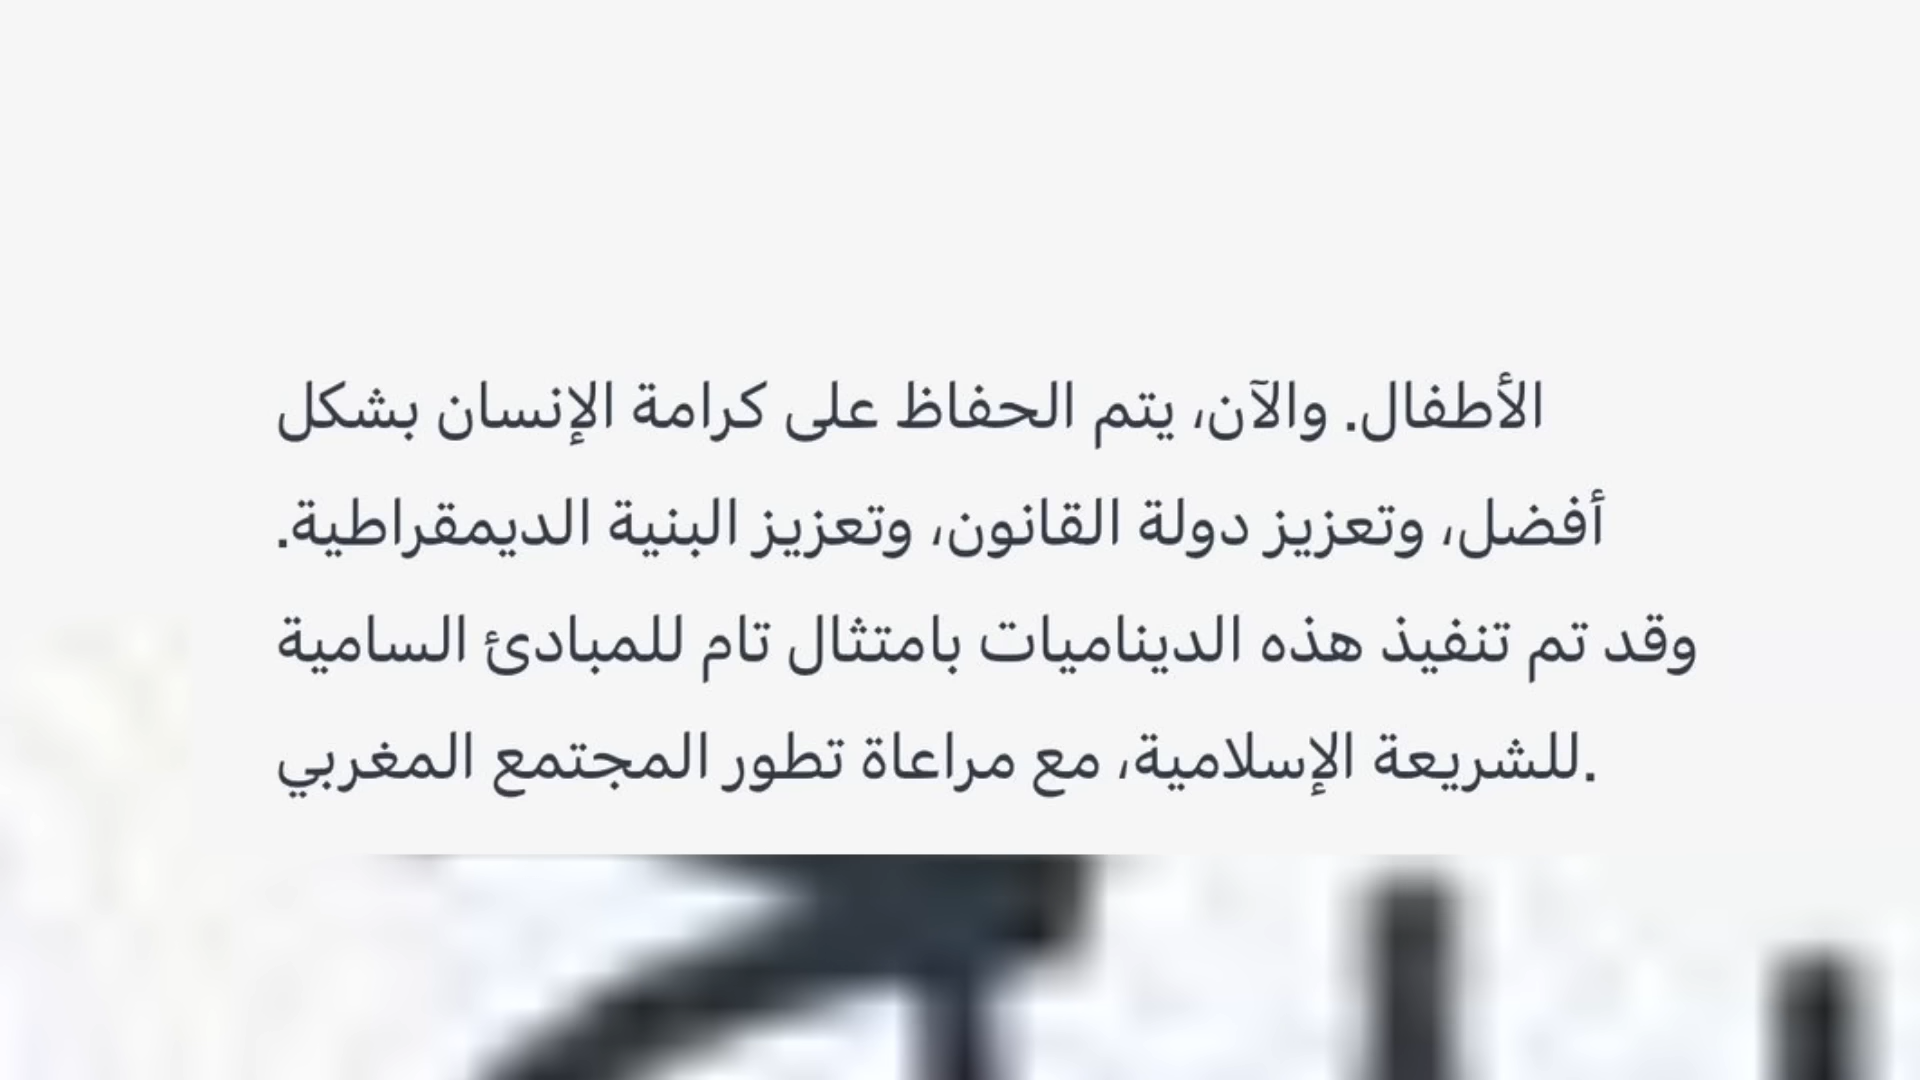 الأطفال. والآن، يتم الحفاظ على كرامة الإنسان بشكل
أفضل، وتعزيز دولة القانون، وتعزيز البنية الديمقراطية.
وقد تم تنفيذ هذه الديناميات بامتثال تام للمبادئ السامية
.للشريعة الإسلامية، مع مراعاة تطور المجتمع المغربي